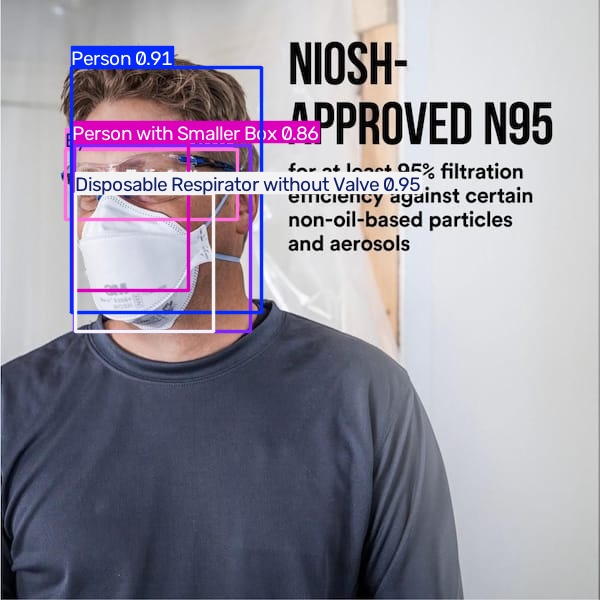 Person 0.91
NIOSH-
APPROVED N95
Person with Smaller Box 0.86
for at least 95% filtration
Disposable Respirator without Valve 0.95
efficiency against certain
non-oil-based particles
and aerosols
3M